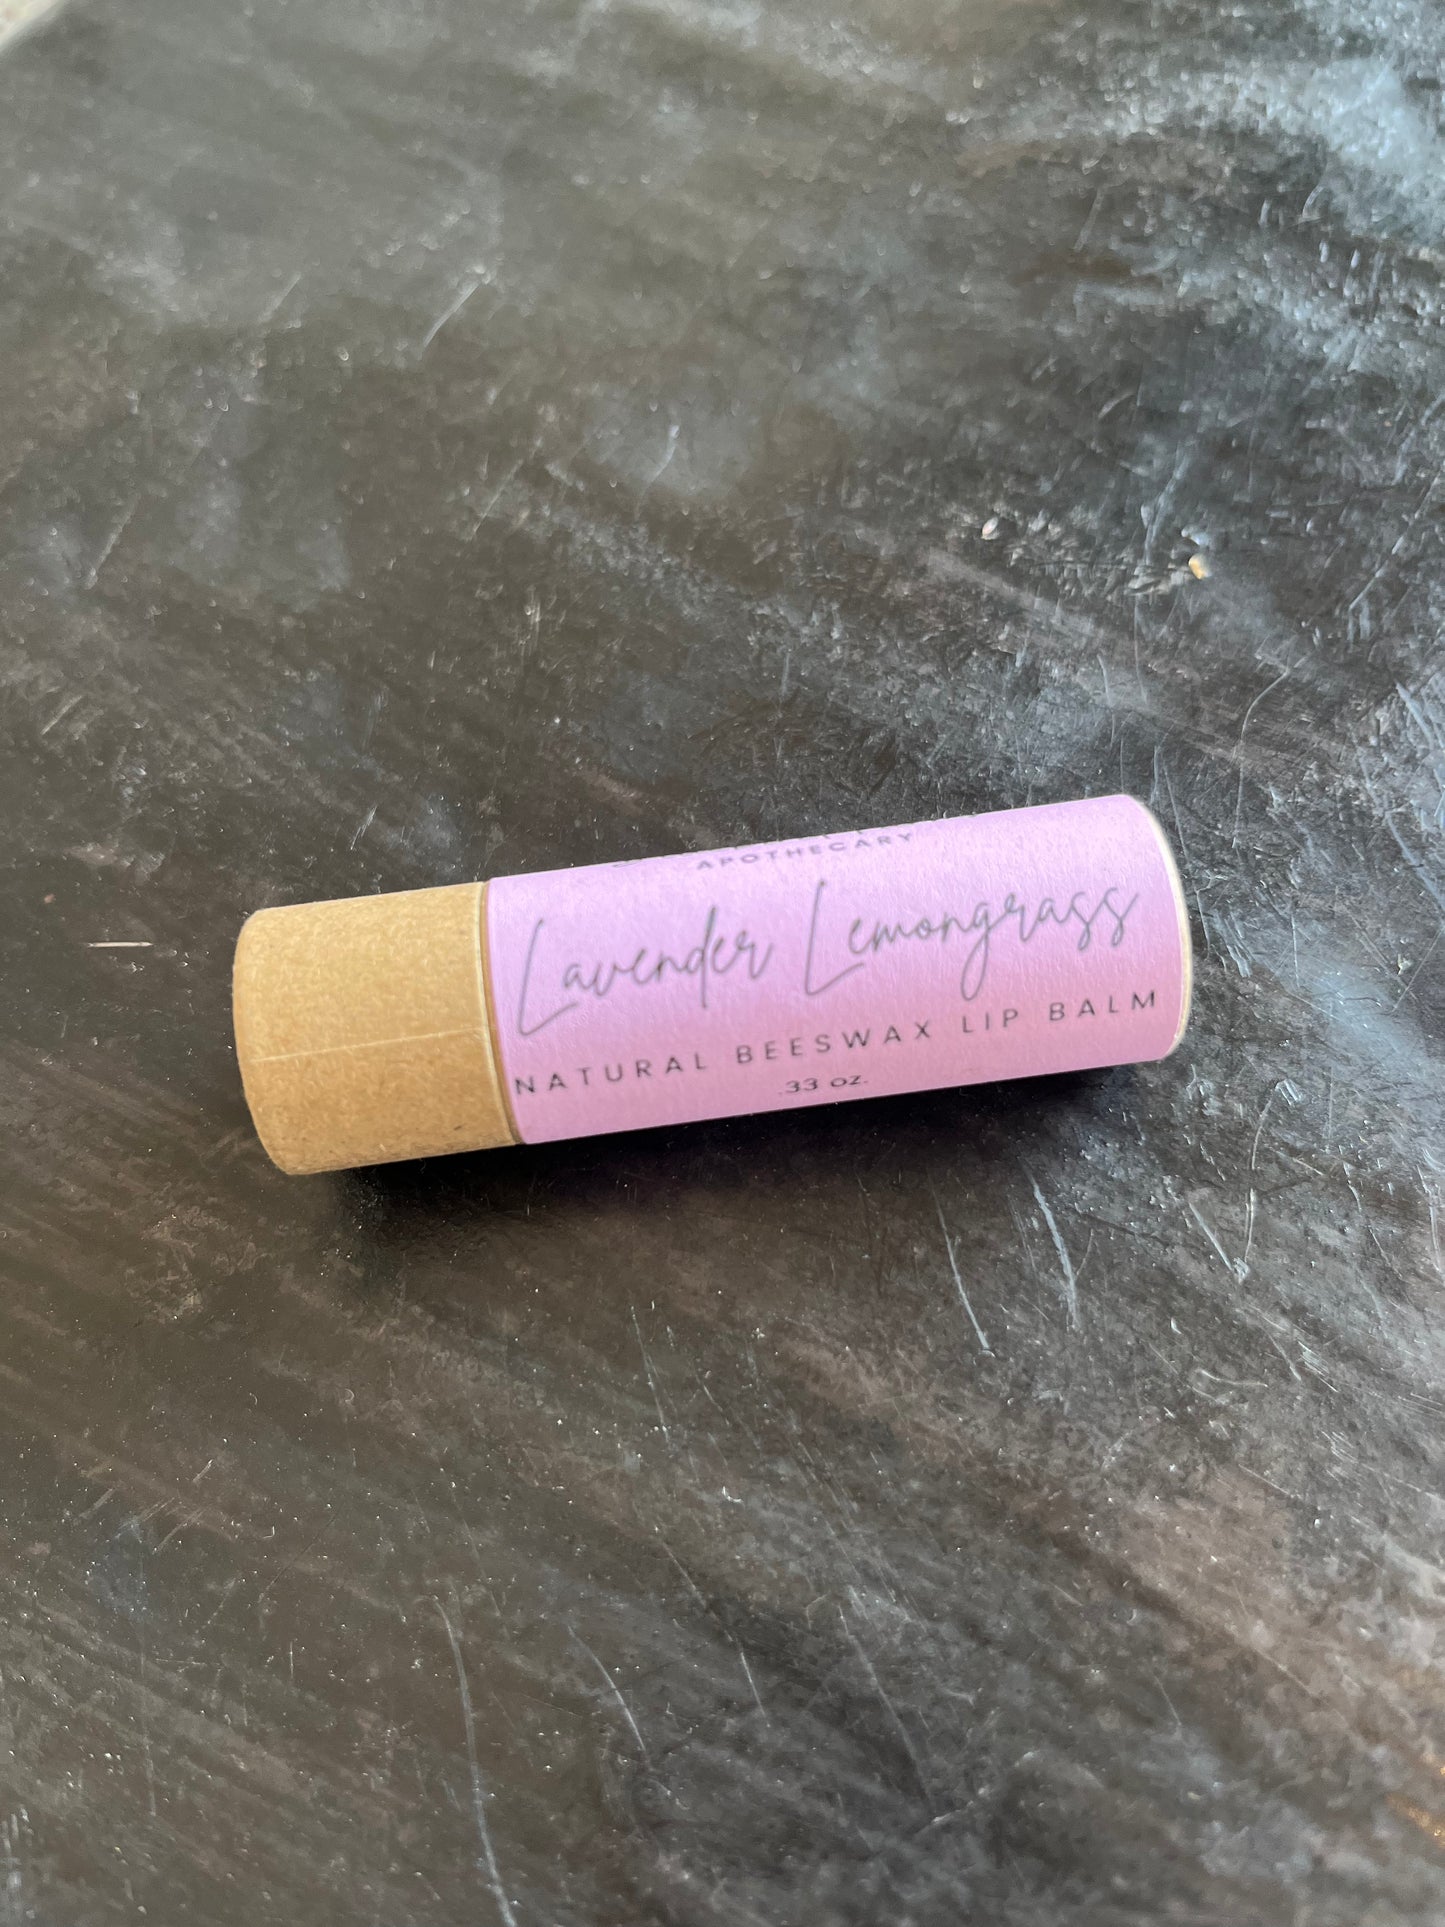 APOTHECARY
Lavender Lemongrass
NATURAL BEESWAX LIP BALM
.33 oz.